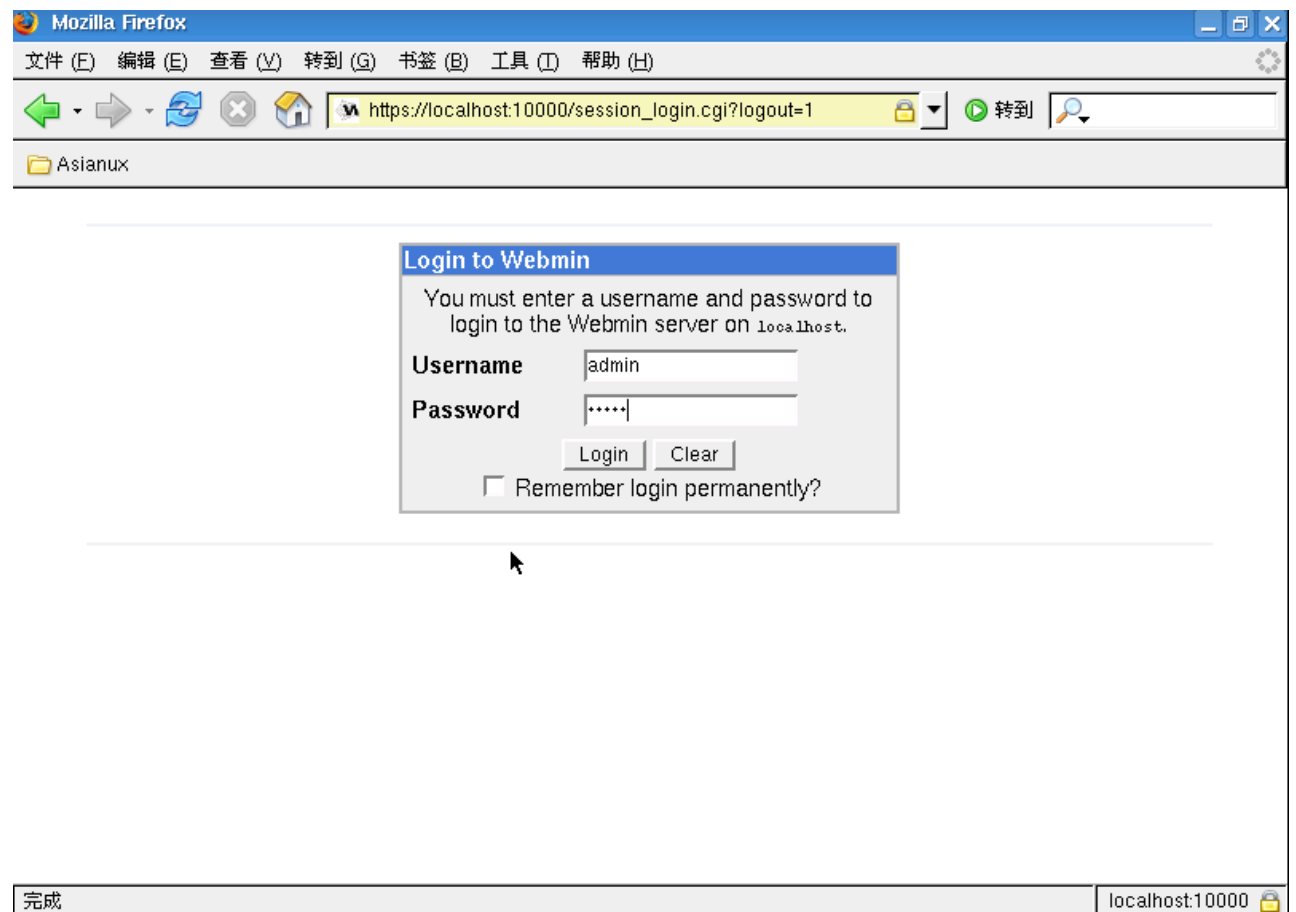 Mozilla Firefox
文件 (F) 编辑 (E) 查看 (V) 转到 (G) 书签 (B) 工具 (T) 帮助 (H)
https://localhost:10000/session_login.cgi?logout=1 转到
Asianux
Login to Webmin
You must enter a username and password to
login to the Webmin server on localhost.
Username admin
Password •••••
Login Clear
Remember login permanently?
完成 localhost:10000